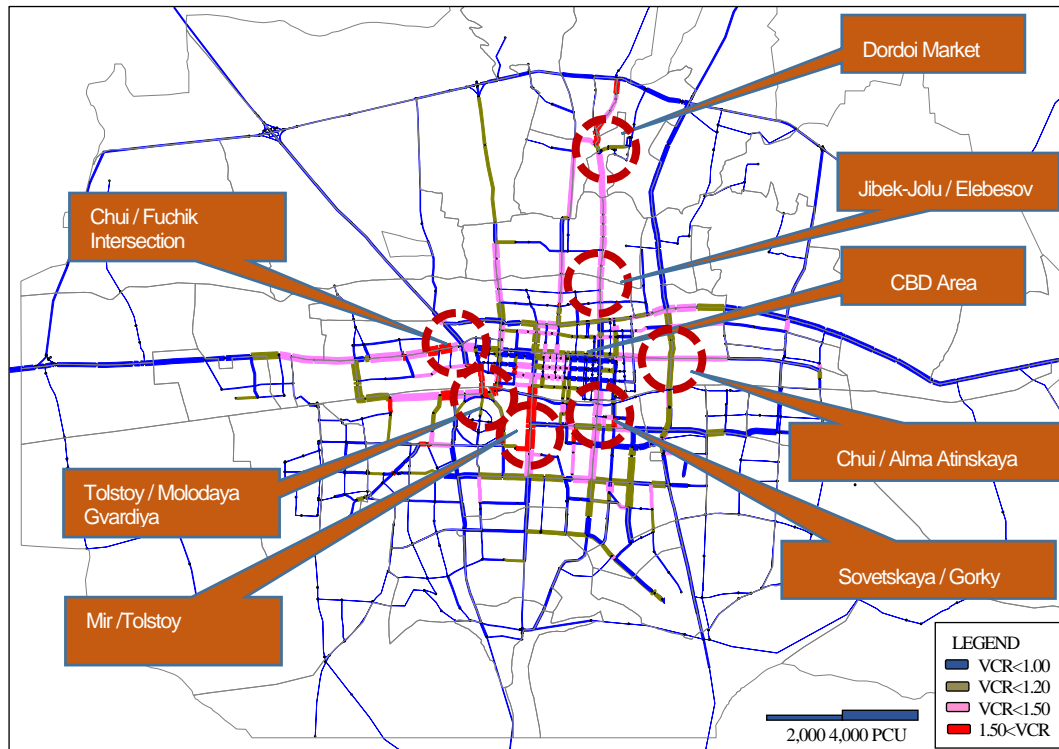 Dordoi Market
Jibek-Jolu / Elebesov
Chui / Fuchik
Intersection
CBD Area
Chui / Alma Atinskaya
Tolstoy / Molodaya
Gvardiya
Sovetskaya / Gorky
Mir /Tolstoy
LEGEND
VCR<1.00
VCR<1.20
VCR<1.50
1.50<VCR
2,000 4,000 PCU